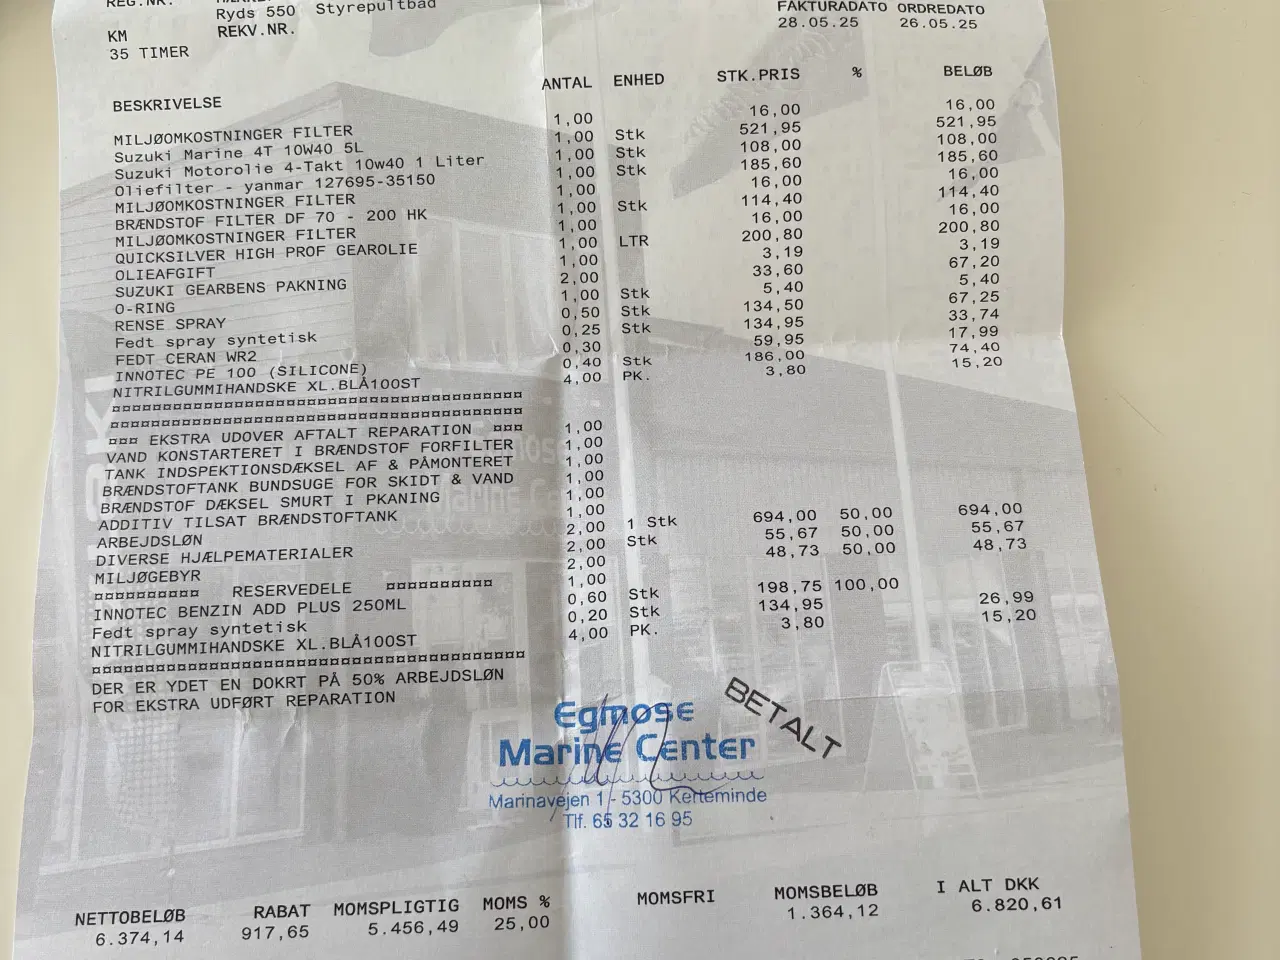 REG.NR.
Ryds 550 Styrepultbåd
KM
REKV.NR.
35 TIMER
FAKTURADATO ORDREDATO
28.05.25 26.05.25
BESKRIVELSE ANTAL ENHED STK.PRIS % BELØB
MILJØOMKOSTNINGER FILTER 1,00 16,00 16,00
Suzuki Marine 4T 10W40 5L 1,00 Stk 521,95 521,95
Suzuki Motorolie 4-Takt 10w40 1 Liter 1,00 Stk 108,00 108,00
Oliefilter - yanmar 127695-35150 1,00 Stk 185,60 185,60
MILJØOMKOSTNINGER FILTER 1,00 16,00 16,00
BRÆNDSTOF FILTER DF 70 - 200 HK 1,00 Stk 114,40 114,40
MILJØOMKOSTNINGER FILTER 1,00 16,00 16,00
QUICKSILVER HIGH PROF GEAROLIE 1,00 LTR 200,80 200,80
OLIEAFGIFT 1,00 3,19 3,19
SUZUKI GEARBENS PAKNING 2,00 33,60 67,20
O-RING 1,00 Stk 5,40 5,40
RENSE SPRAY 0,50 Stk 134,50 67,25
Fedt spray syntetisk 0,25 Stk 134,95 33,74
FEDT CERAN WR2 0,30 59,95 17,99
INNOTEC PE 100 (SILICONE) 0,40 Stk 186,00 74,40
NITRILGUMMIHANDSKE XL.BLÅ100ST 4,00 PK. 3,80 15,20
¤¤¤¤¤¤¤¤¤¤¤¤¤¤¤¤¤¤¤¤¤¤¤¤¤¤¤¤¤¤¤¤¤¤¤¤¤¤¤¤
¤¤¤¤¤¤¤¤¤¤¤¤¤¤¤¤¤¤¤¤¤¤¤¤¤¤¤¤¤¤¤¤¤¤¤¤¤¤¤¤
¤¤¤ EKSTRA UDOVER AFTALT REPARATION ¤¤¤ 1,00
VAND KONSTARTERET I BRÆNDSTOF FORFILTER 1,00
TANK INDSPEKTIONSDÆKSEL AF & PÅMONTERET 1,00
BRÆNDSTOFTANK BUNDSUGE FOR SKIDT & VAND 1,00
BRÆNDSTOF DÆKSEL SMURT I PKANING 1,00
ADDITIV TILSAT BRÆNDSTOFTANK 1,00
ARBEJDSLØN 2,00 1 Stk 694,00 50,00 694,00
DIVERSE HJÆLPEMATERIALER 2,00 Stk 55,67 50,00 55,67
MILJØGEBYR 2,00 48,73 50,00 48,73
¤¤¤¤¤¤¤¤¤¤ RESERVEDELE ¤¤¤¤¤¤¤¤¤¤ 1,00
INNOTEC BENZIN ADD PLUS 250ML 0,60 Stk 198,75 100,00
Fedt spray syntetisk 0,20 Stk 134,95 26,99
NITRILGUMMIHANDSKE XL.BLÅ100ST 4,00 PK. 3,80 15,20
¤¤¤¤¤¤¤¤¤¤¤¤¤¤¤¤¤¤¤¤¤¤¤¤¤¤¤¤¤¤¤¤¤¤¤¤¤¤¤¤
DER ER YDET EN DOKRT PÅ 50% ARBEJDSLØN
FOR EKSTRA UDFØRT REPARATION
BETALT
Egmose
Marine Center
Marinavejen 1 - 5300 Kerteminde
Tlf. 65 32 16 95
NETTOBELØB RABAT MOMSPLIGTIG MOMS % MOMSFRI MOMSBELØB I ALT DKK
6.374,14 917,65 5.456,49 25,00 1.364,12 6.820,61